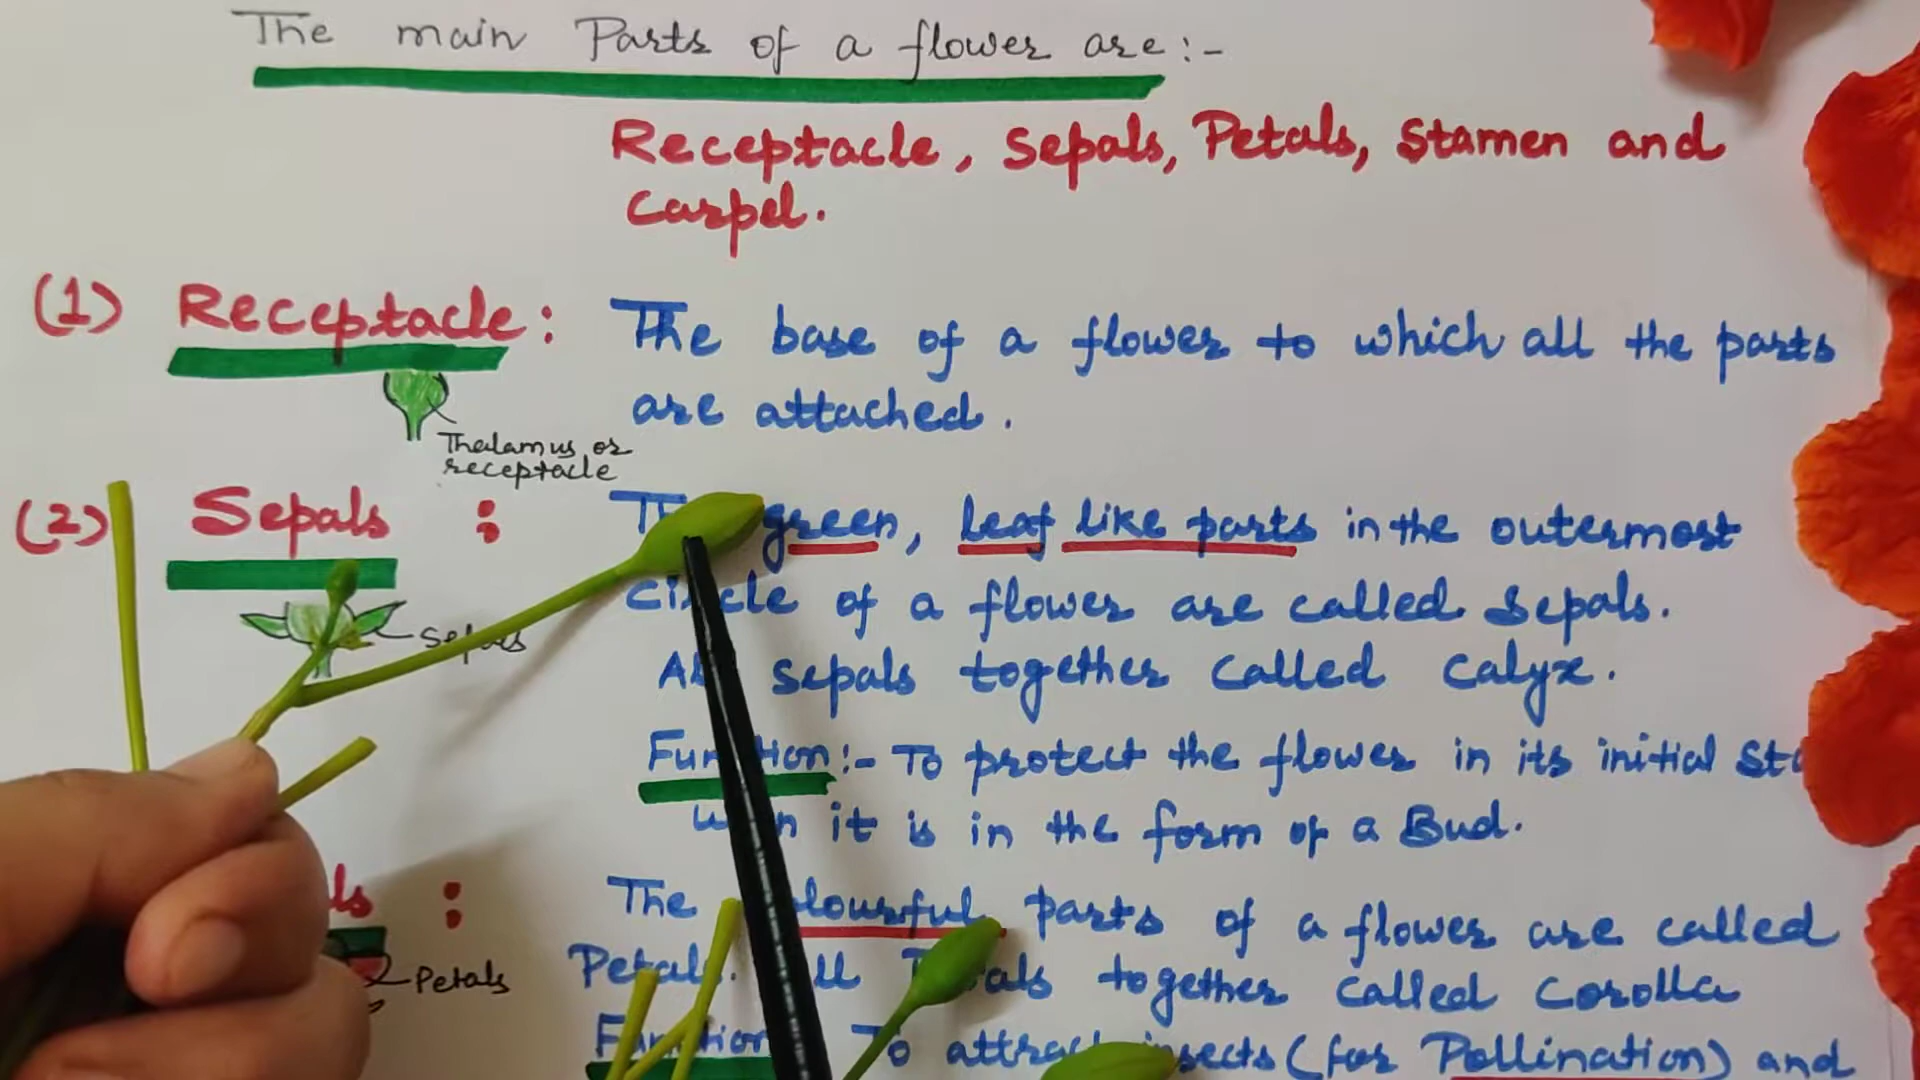 The main Parts of a flower are:-
Receptacle, Sepals, Petals, Stamen and
Carpel.
(1) Receptacle: The base of a flower to which all the parts
are attached.
Thalamus or
receptacle
(2) Sepals : green, leaf like parts in the outermost
of a flower are called Sepals.
Sepals
sepals together called Calyx.
Function:- To protect the flower in its initial
it is in the form of a Bud.
: The parts of a flower are called
Petals. together called Corolla
Petals
Function To attract insects (for Pollination) and